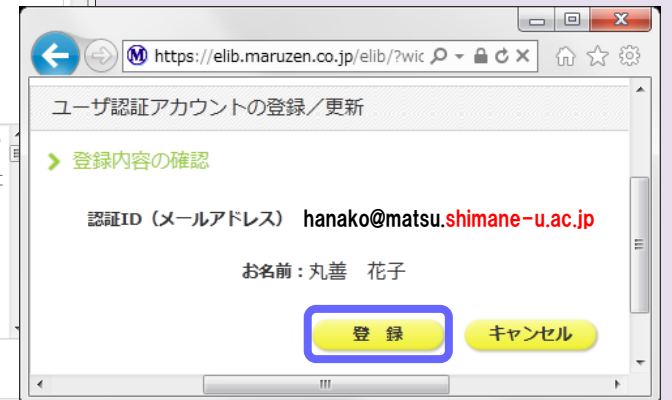 https://elib.maruzen.co.jp/elib/?wic
ユーザ認証アカウントの登録／更新
登録内容の確認
認証ID（メールアドレス） hanako@matsu.shimane-u.ac.jp
お名前：丸善　花子
登　録 キャンセル